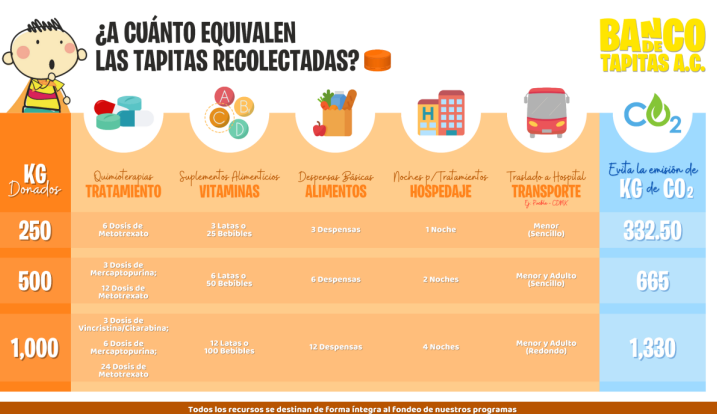 ¿A CUÁNTO EQUIVALEN
LAS TAPITAS RECOLECTADAS?
BANCO
DE
TAPITAS A.C.
A
B
C
D
H
CO2
KG
Donados
Quimioterapias
TRATAMIENTO
Suplementos Alimenticios
VITAMINAS
Despensas Básicas
ALIMENTOS
Noches p/Tratamientos
HOSPEDAJE
Traslado a Hospital
TRANSPORTE
Ej. Puebla - CDMX
Evita la emisión de
KG de CO2
250
6 Dosis de
Metotrexato
3 Latas o
25 Bebibles
3 Despensas
1 Noche
Menor
(Sencillo)
332.50
500
3 Dosis de
Mercaptopurina;
12 Dosis de
Metotrexato
6 Latas o
50 Bebibles
6 Despensas
2 Noches
Menor y Adulto
(Sencillo)
665
1,000
3 Dosis de
Vincristina/Citarabina;
6 Dosis de
Mercaptopurina;
24 Dosis de
Metotrexato
12 Latas o
100 Bebibles
12 Despensas
4 Noches
Menor y Adulto
(Redondo)
1,330
Todos los recursos se destinan de forma íntegra al fondeo de nuestros programas